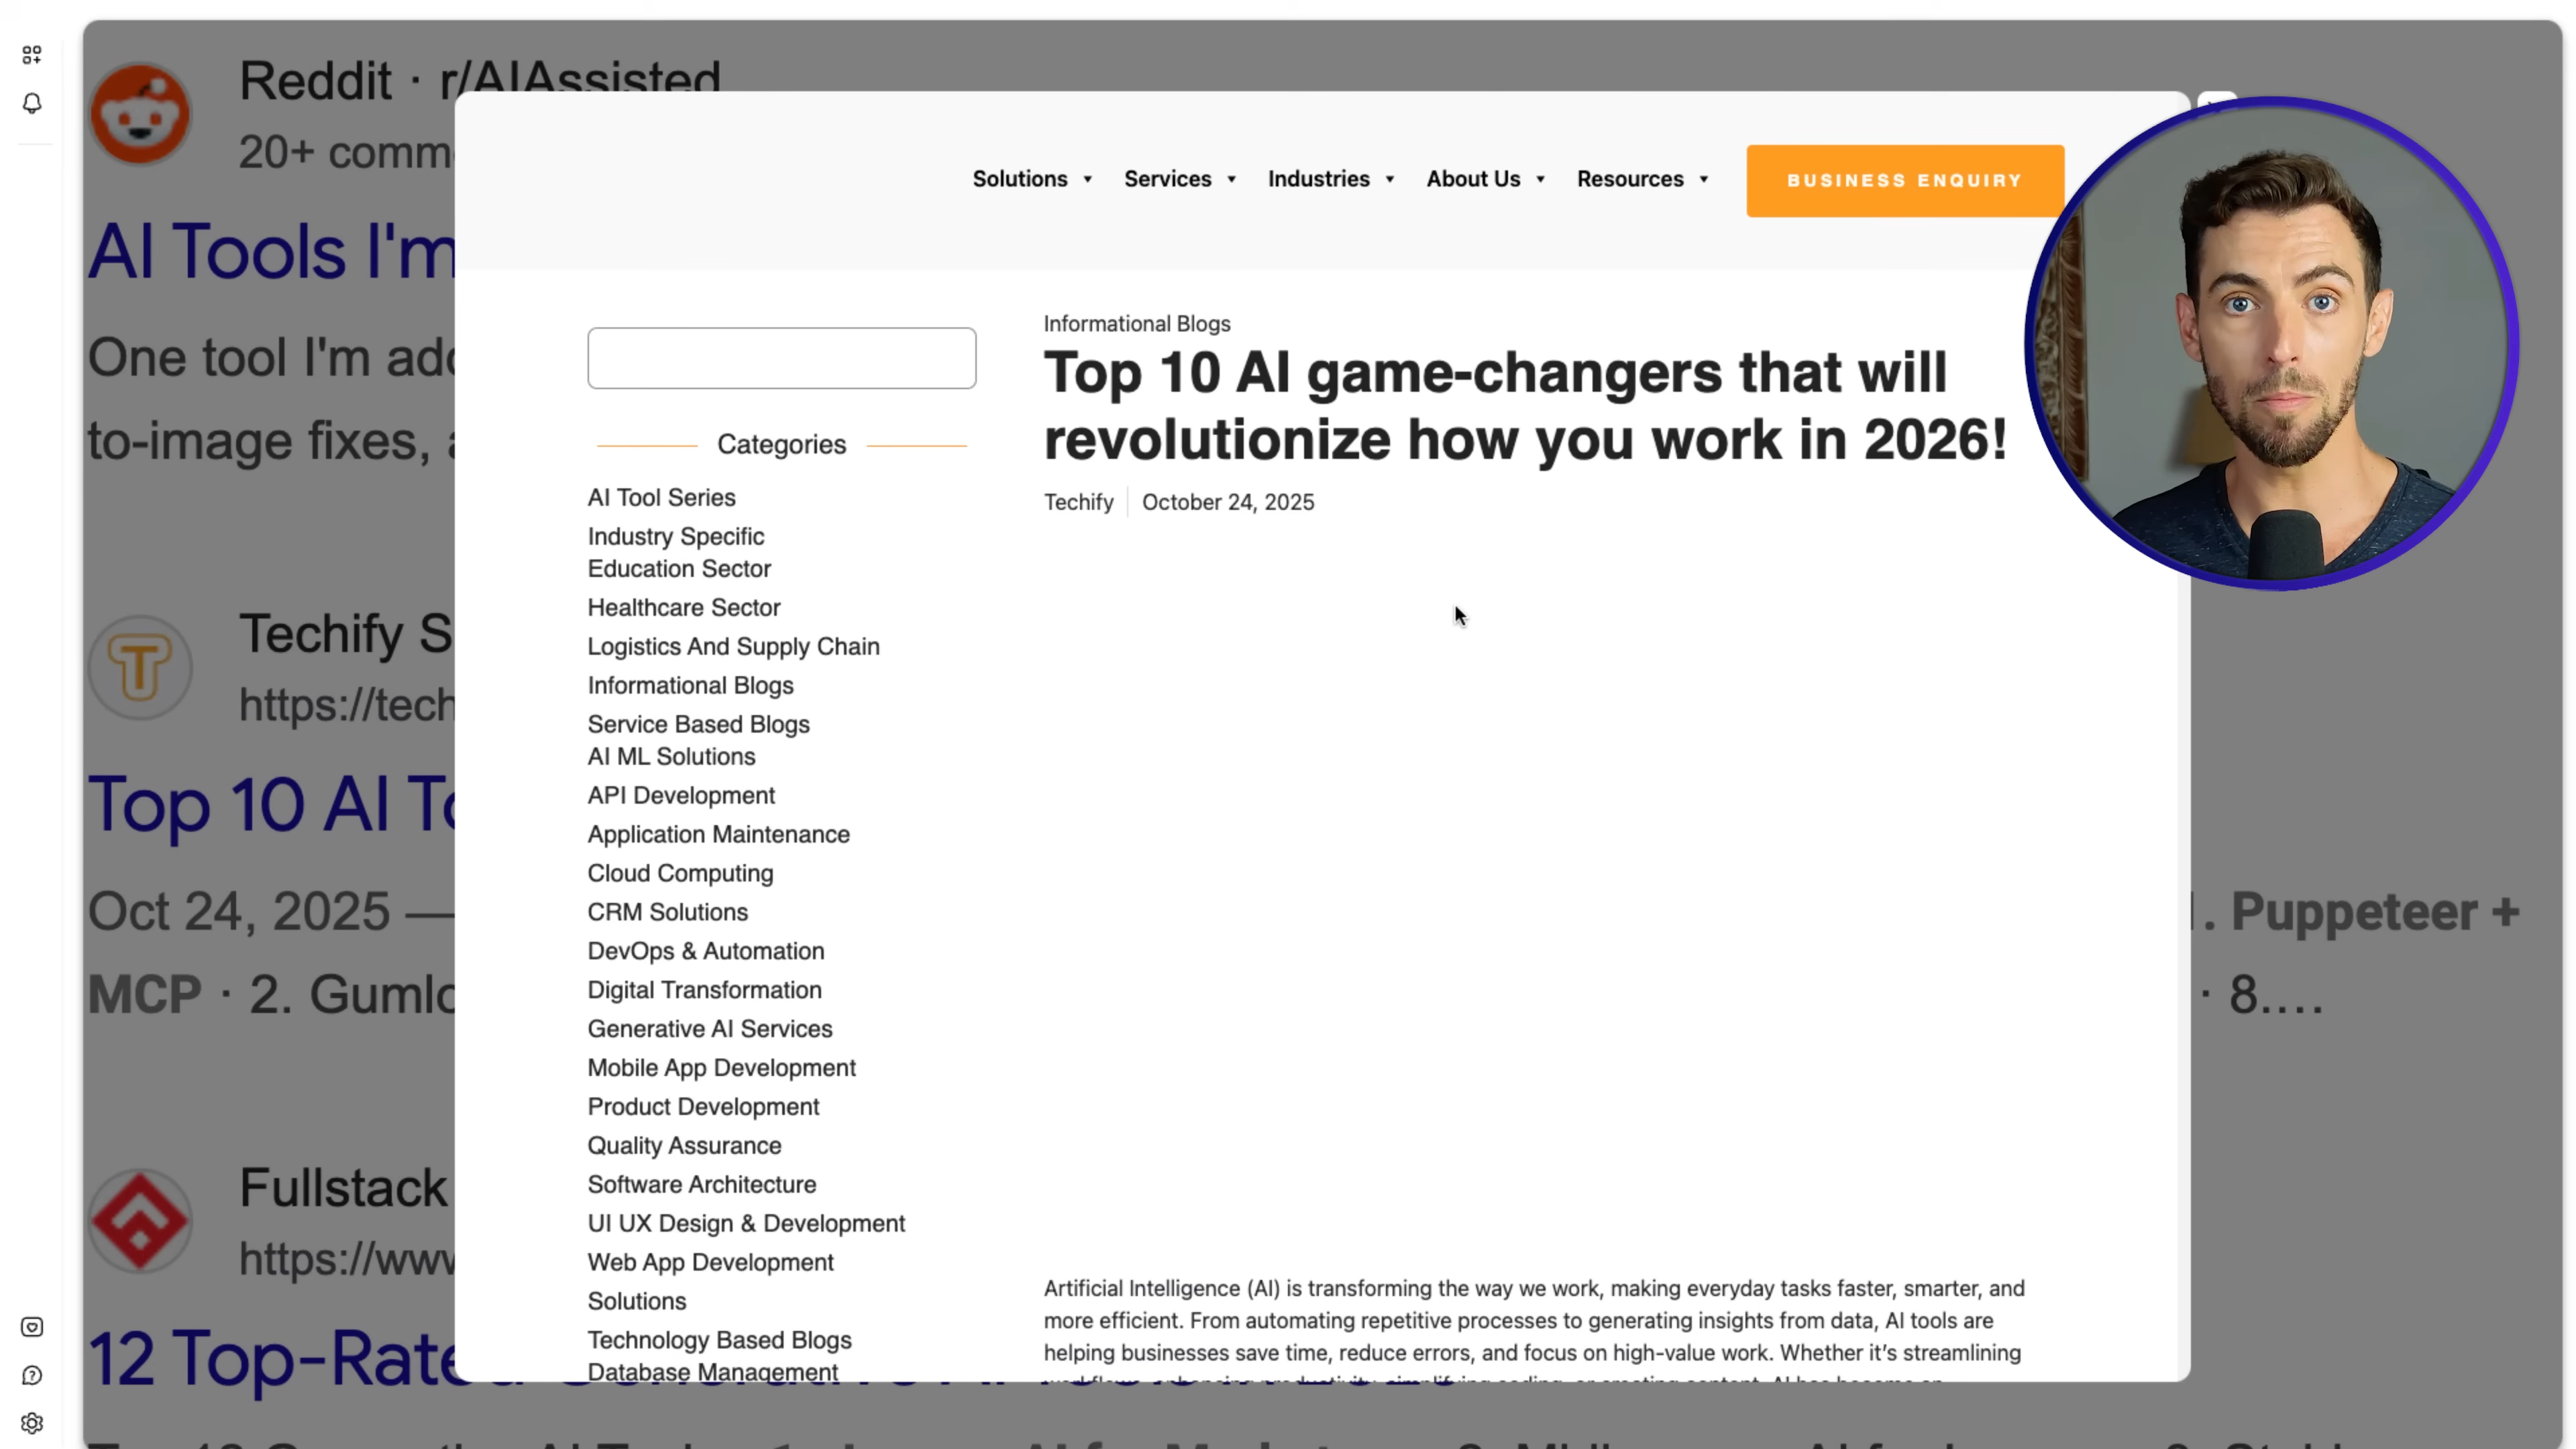 Reddit · r/AIAssisted
20+ comm
AI Tools I'm
One tool I'm
to-image fixes,
Techify S
https://tech
Top 10 AI
Oct 24, 2025 —
1. Puppeteer +
MCP · 2.
· 8....
Fullstack
https://www
12 Top-Rate
Solutions
Services
Industries
About Us
Resources
BUSINESS ENQUIRY
Categories
AI Tool Series
Industry Specific
Education Sector
Healthcare Sector
Logistics And Supply Chain
Informational Blogs
Service Based Blogs
AI ML Solutions
API Development
Application Maintenance
Cloud Computing
CRM Solutions
DevOps & Automation
Digital Transformation
Generative AI Services
Mobile App Development
Product Development
Quality Assurance
Software Architecture
UI UX Design & Development
Web App Development
Solutions
Technology Based Blogs
Database Management
Informational Blogs
Top 10 AI game-changers that will
revolutionize how you work in 2026!
Techify
October 24, 2025
Artificial Intelligence (AI) is transforming the way we work, making everyday tasks faster, smarter, and
more efficient. From automating repetitive processes to generating insights from data, AI tools are
helping businesses save time, reduce errors, and focus on high-value work. Whether it's streamlining